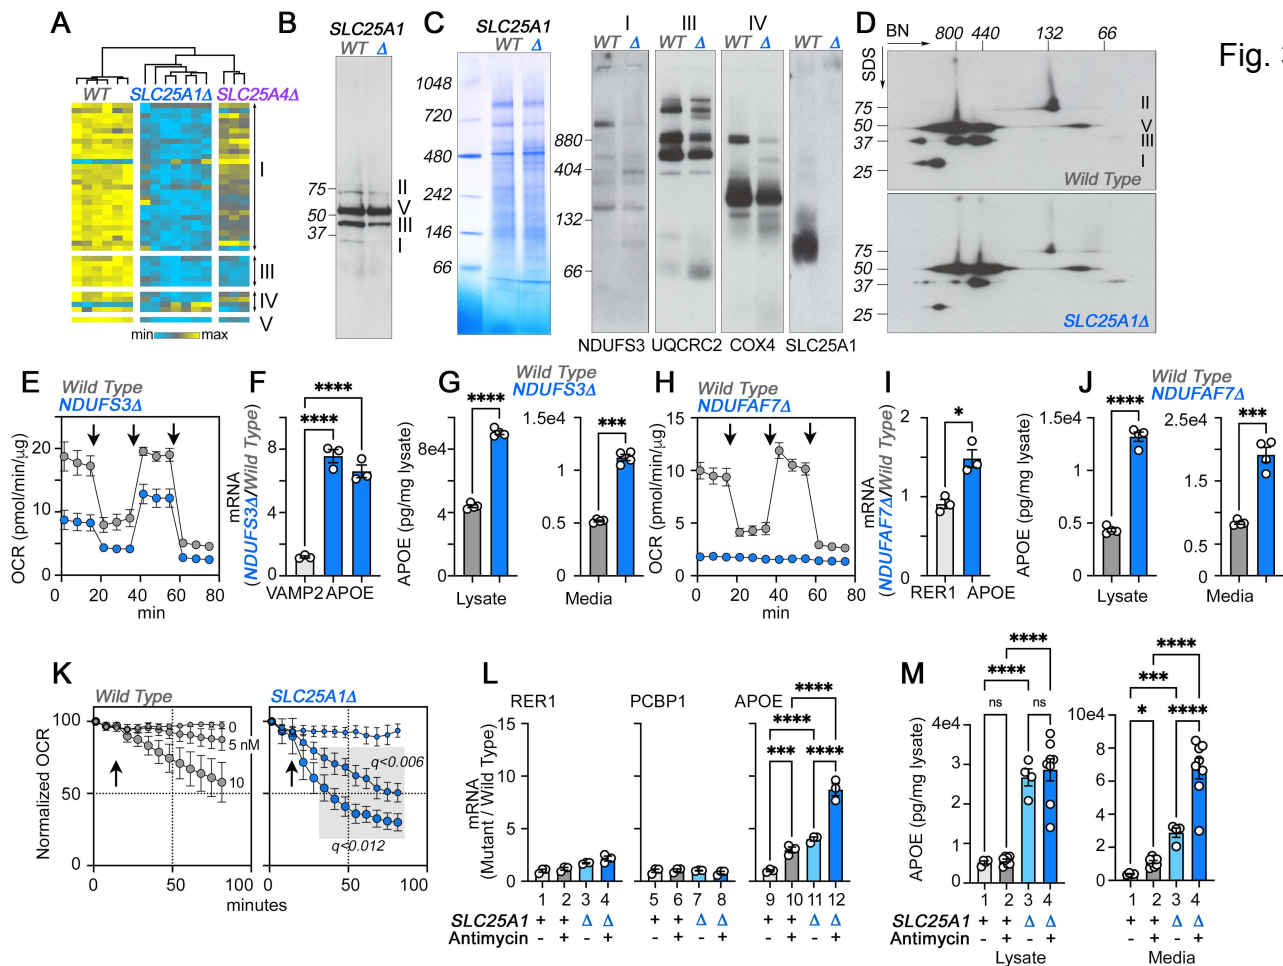 Fig. 3
A
WT
SLC25A1Δ
SLC25A4Δ
I
III
IV
V
min
max
B
SLC25A1
WT Δ
75
50
37
II
V
III
I
C
SLC25A1
WT Δ
1048
720
480
242
146
66
I III IV
WT Δ WT Δ WT Δ WT Δ
880
404
132
66
NDUFS3 UQCRC2 COX4 SLC25A1
D
BN
800 440 132 66
SDS
75
50
37
25
II
V
III
I
Wild Type
75
50
37
25
SLC25A1Δ
E
Wild Type
NDUFS3Δ
OCR (pmol/min/µg)
20
10
0
0 20 40 60 80
min
F
**** 
****
mRNA
(NDUFS3Δ/Wild Type)
8
4
0
VAMP2 APOE
G
Wild Type
NDUFS3Δ
APOE (pg/mg lysate)
****
8e4
4
0
Lysate
***
1.5e4
1
0.5
0
Media
H
Wild Type
NDUFAF7Δ
OCR (pmol/min/µg)
15
10
5
0
0 20 40 60 80
min
I
*
mRNA
(NDUFAF7Δ/Wild Type)
2
1
0
RER1 APOE
J
Wild Type
NDUFAF7Δ
APOE (pg/mg lysate)
****
1.5e4
1
0.5
0
Lysate
***
2.5e4
1.5
0
Media
K
Wild Type
SLC25A1Δ
Normalized OCR
100
50
0
0
5 nM
10
q<0.006
q<0.012
0 50 100 0 50 100
minutes
L
RER1 PCBP1 APOE
mRNA
(Mutant / Wild Type)
15
10
5
0
****
****
*** ****
1 2 3 4 5 6 7 8 9 10 11 12
SLC25A1 + + Δ Δ + + Δ Δ + + Δ Δ
Antimycin - + - + - + - + - + - +
M
APOE (pg/mg lysate)
****
****
ns ns
4e4
3
2
1
0
1 2 3 4
****
***
* ****
10e4
8
6
4
2
0
1 2 3 4
SLC25A1 + + Δ Δ + + Δ Δ
Antimycin - + - + - + - +
Lysate Media